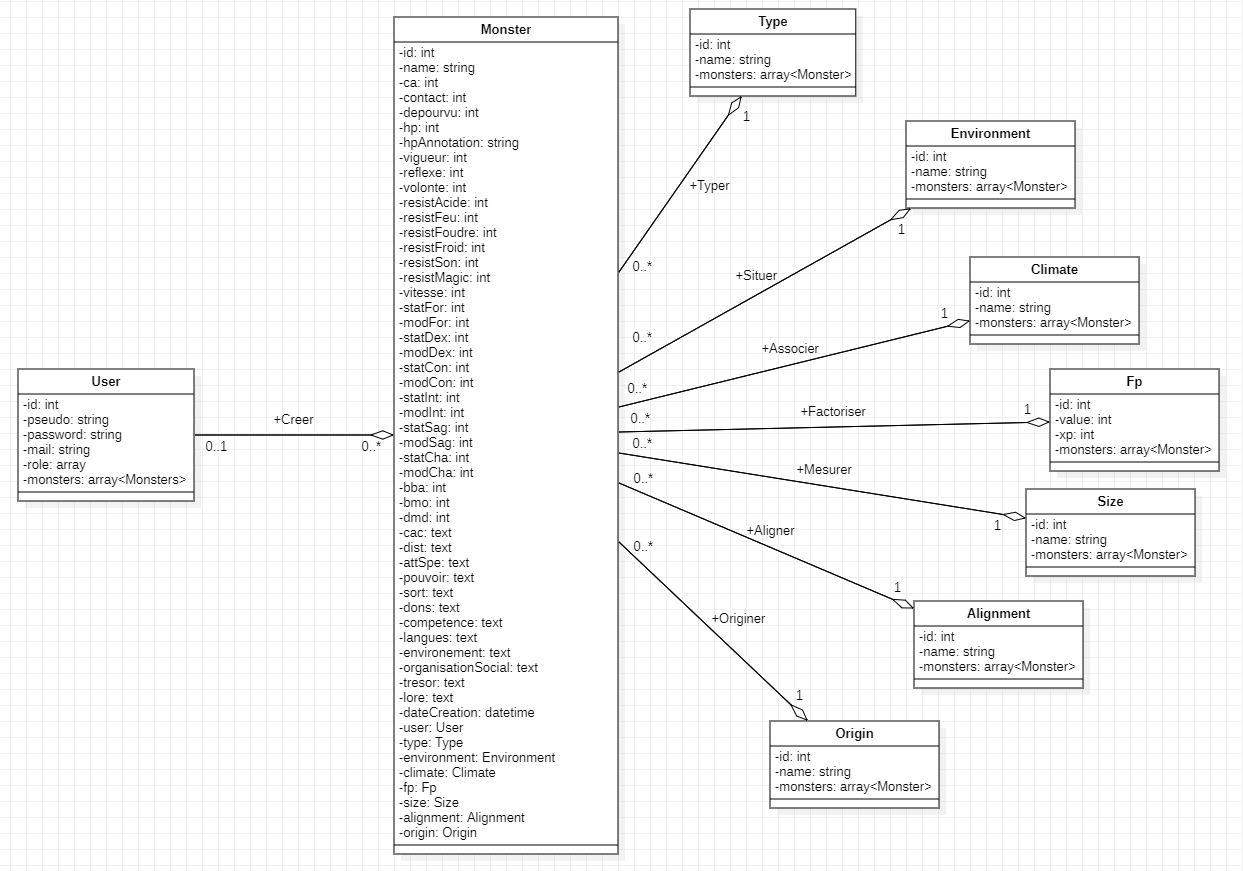 User
-id: int
-pseudo: string
-password: string
-mail: string
-role: array
-monsters: array<Monsters>
+Creer
0..1
0..*
Monster
-id: int
-name: string
-ca: int
-contact: int
-depourvu: int
-hp: int
-hpAnnotation: string
-vigueur: int
-reflexe: int
-volonte: int
-resistAcide: int
-resistFeu: int
-resistFoudre: int
-resistFroid: int
-resistSon: int
-resistMagic: int
-vitesse: int
-statFor: int
-modFor: int
-statDex: int
-modDex: int
-statCon: int
-modCon: int
-statInt: int
-modInt: int
-statSag: int
-modSag: int
-statCha: int
-modCha: int
-bba: int
-bmo: int
-dmd: int
-cac: text
-dist: text
-attSpe: text
-pouvoir: text
-sort: text
-dons: text
-competence: text
-langues: text
-environement: text
-organisationSocial: text
-tresor: text
-lore: text
-dateCreation: datetime
-user: User
-type: Type
-environment: Environment
-climate: Climate
-fp: Fp
-size: Size
-alignment: Alignment
-origin: Origin
Type
-id: int
-name: string
-monsters: array<Monster>
1
+Typer
0..*
Environment
-id: int
-name: string
-monsters: array<Monster>
1
+Situer
0..*
Climate
-id: int
-name: string
-monsters: array<Monster>
1
+Associer
0..*
Fp
-id: int
-value: int
-xp: int
-monsters: array<Monster>
1
+Factoriser
0..*
Size
-id: int
-name: string
-monsters: array<Monster>
1
+Mesurer
0..*
Alignment
-id: int
-name: string
-monsters: array<Monster>
1
+Aligner
0..*
Origin
-id: int
-name: string
-monsters: array<Monster>
1
+Originer
0..*